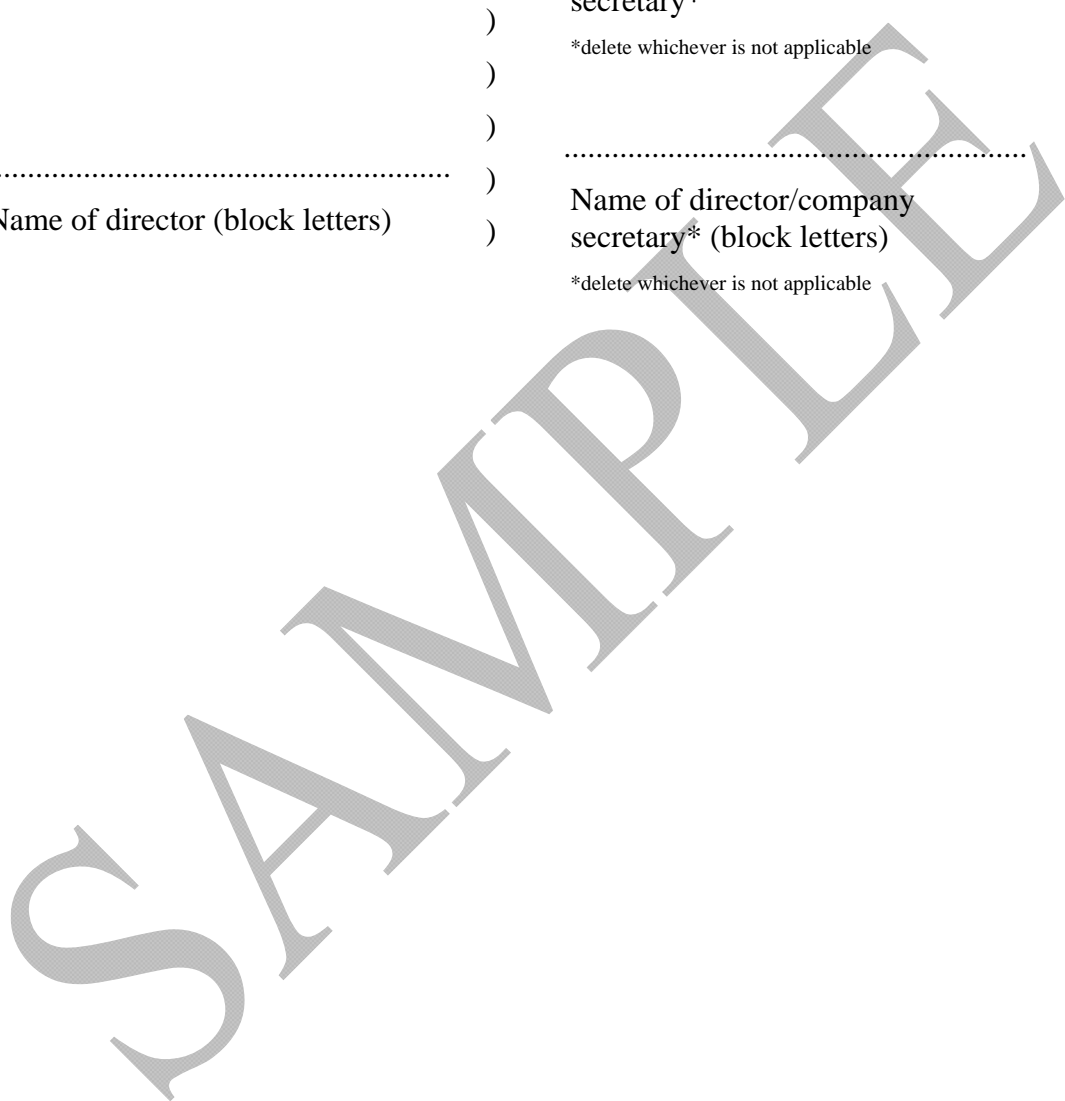 secretary*
)
*delete whichever is not applicable
)
)
........................................................... )
Name of director (block letters) )
...........................................................
Name of director/company
secretary* (block letters)
*delete whichever is not applicable
SAMPLE